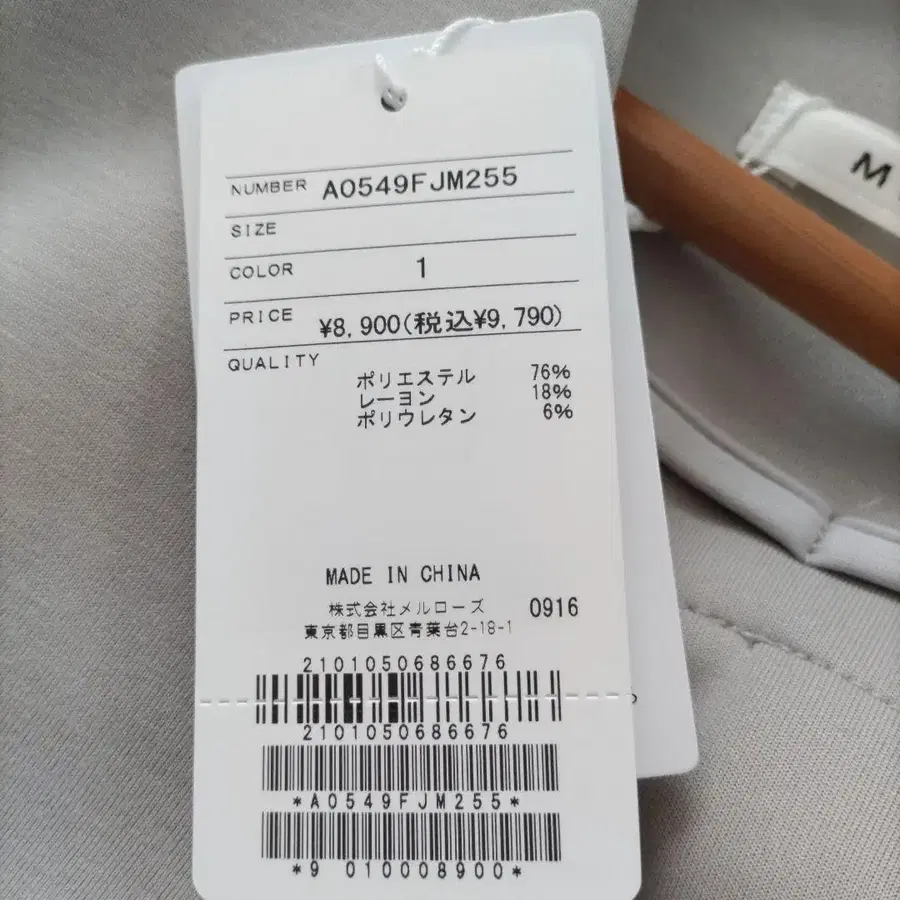 NUMBER A0549FJM255
SIZE
COLOR 1
PRICE ¥8,900(税込¥9,790)
QUALITY
ポリエステル 76%
レーヨン 18%
ポリウレタン 6%
MADE IN CHINA
株式会社メルローズ 0916
東京都目黒区青葉台2-18-1
2101050686676
2101050686676
*A0549FJM255*
*9 010008900*
M